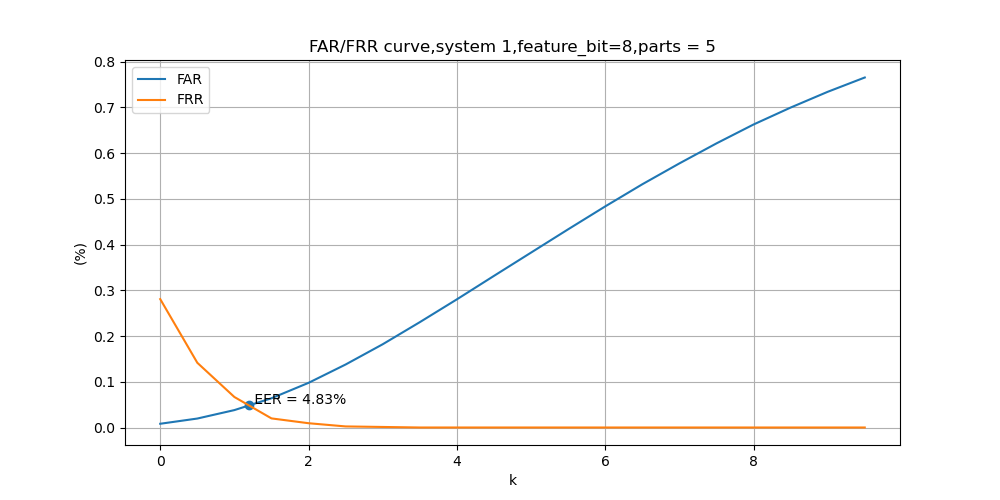 FAR/FRR curve,system 1,feature_bit=8,parts = 5
FAR
FRR
0.8
0.7
0.6
0.5
0.4
0.3
0.2
0.1
0.0
(%)
EER = 4.83%
0 2 4 6 8
k